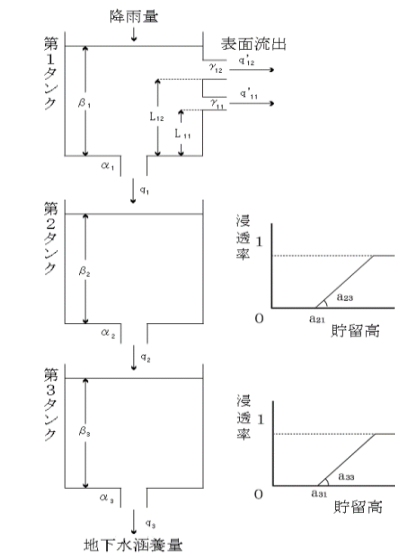 降雨量
第1タンク
表面流出
γ12
q'12
β1
L12
γ11
q'11
L11
α1
q1
第2タンク
β2
α2
q2
浸透率
1
a23
0
a21
貯留高
第3タンク
β3
α3
q3
浸透率
1
a33
0
a31
貯留高
地下水涵養量